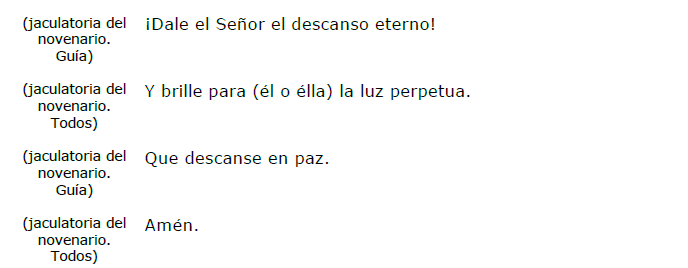 (jaculatoria del
novenario.
Guía)
¡Dale el Señor el descanso eterno!
(jaculatoria del
novenario.
Todos)
Y brille para (él o élla) la luz perpetua.
(jaculatoria del
novenario.
Guía)
Que descanse en paz.
(jaculatoria del
novenario.
Todos)
Amén.